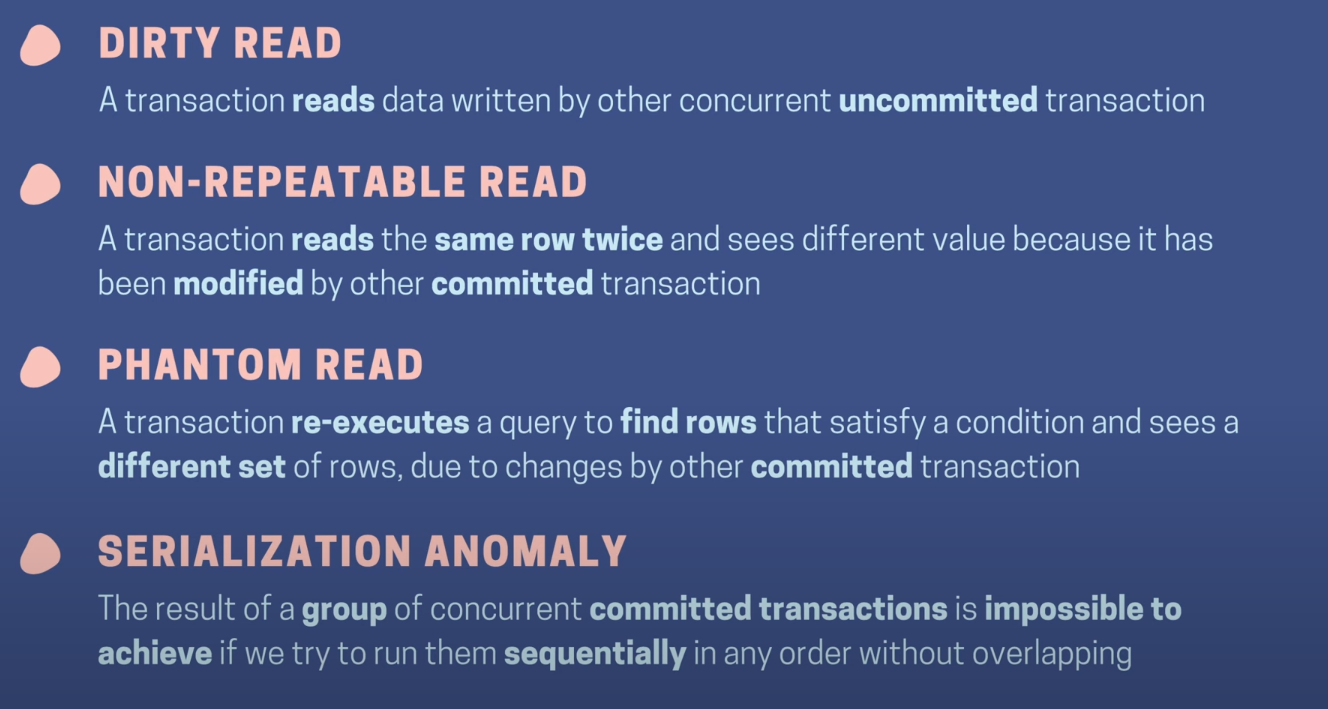 DIRTY READ
A transaction reads data written by other concurrent uncommitted transaction
NON-REPEATABLE READ
A transaction reads the same row twice and sees different value because it has
been modified by other committed transaction
PHANTOM READ
A transaction re-executes a query to find rows that satisfy a condition and sees a
different set of rows, due to changes by other committed transaction
SERIALIZATION ANOMALY
The result of a group of concurrent committed transactions is impossible to
achieve if we try to run them sequentially in any order without overlapping